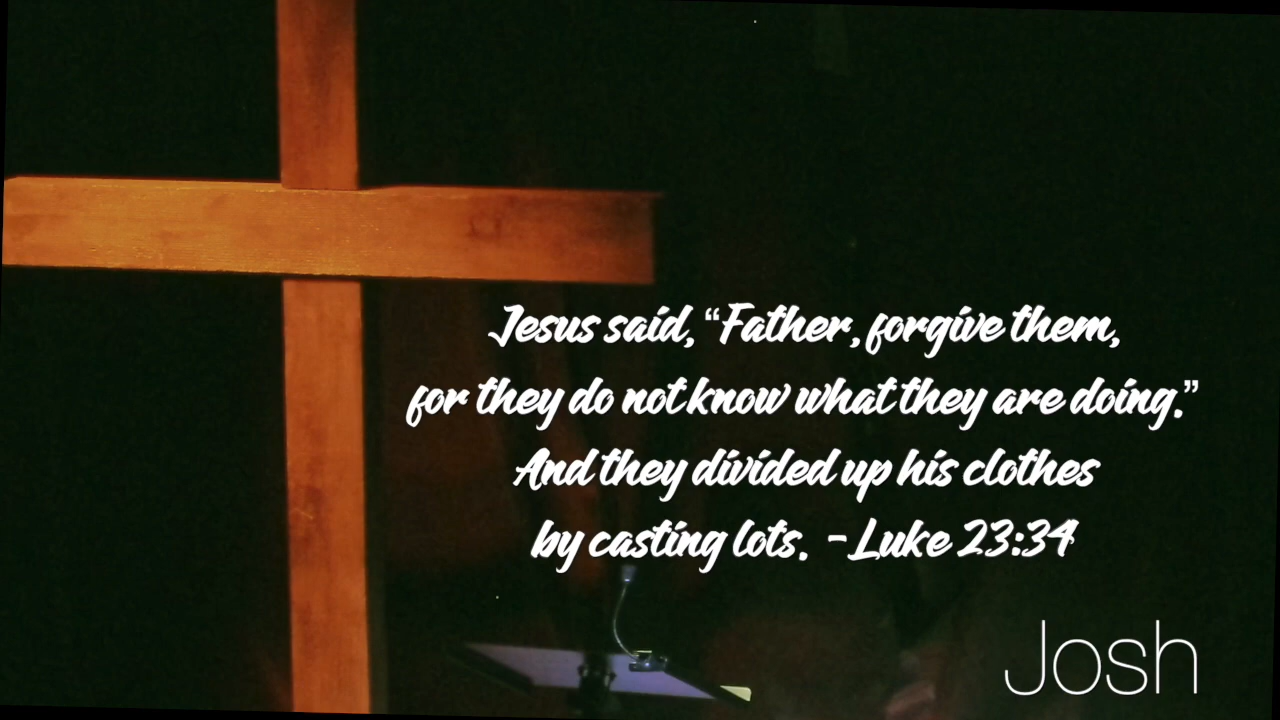 Jesus said, “Father, forgive them,
for they do not know what they are doing.”
And they divided up his clothes
by casting lots. -Luke 23:34
Josh